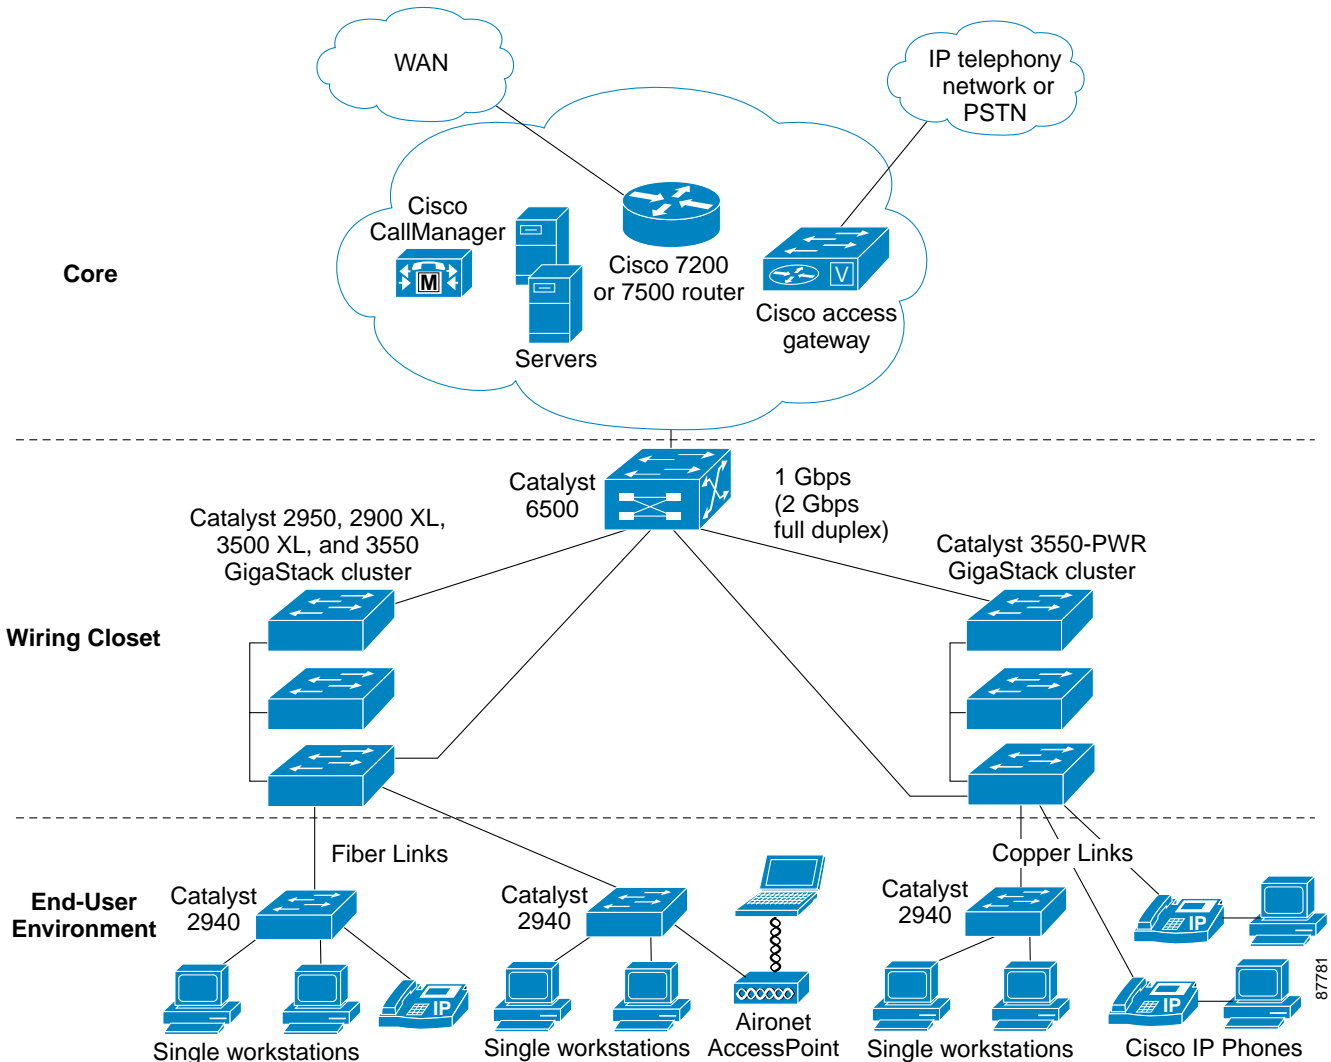 WAN
IP telephony
network or
PSTN
Cisco
CallManager
M
Servers
Cisco 7200
or 7500 router
V
Cisco access
gateway
Core
Catalyst
6500
1 Gbps
(2 Gbps
full duplex)
Catalyst 2950, 2900 XL,
3500 XL, and 3550
GigaStack cluster
Catalyst 3550-PWR
GigaStack cluster
Wiring Closet
Fiber Links
Copper Links
End-User
Environment
Catalyst
2940
Catalyst
2940
Catalyst
2940
IP
IP
IP
Single workstations
Single workstations
Aironet
AccessPoint
Single workstations
Cisco IP Phones
87781